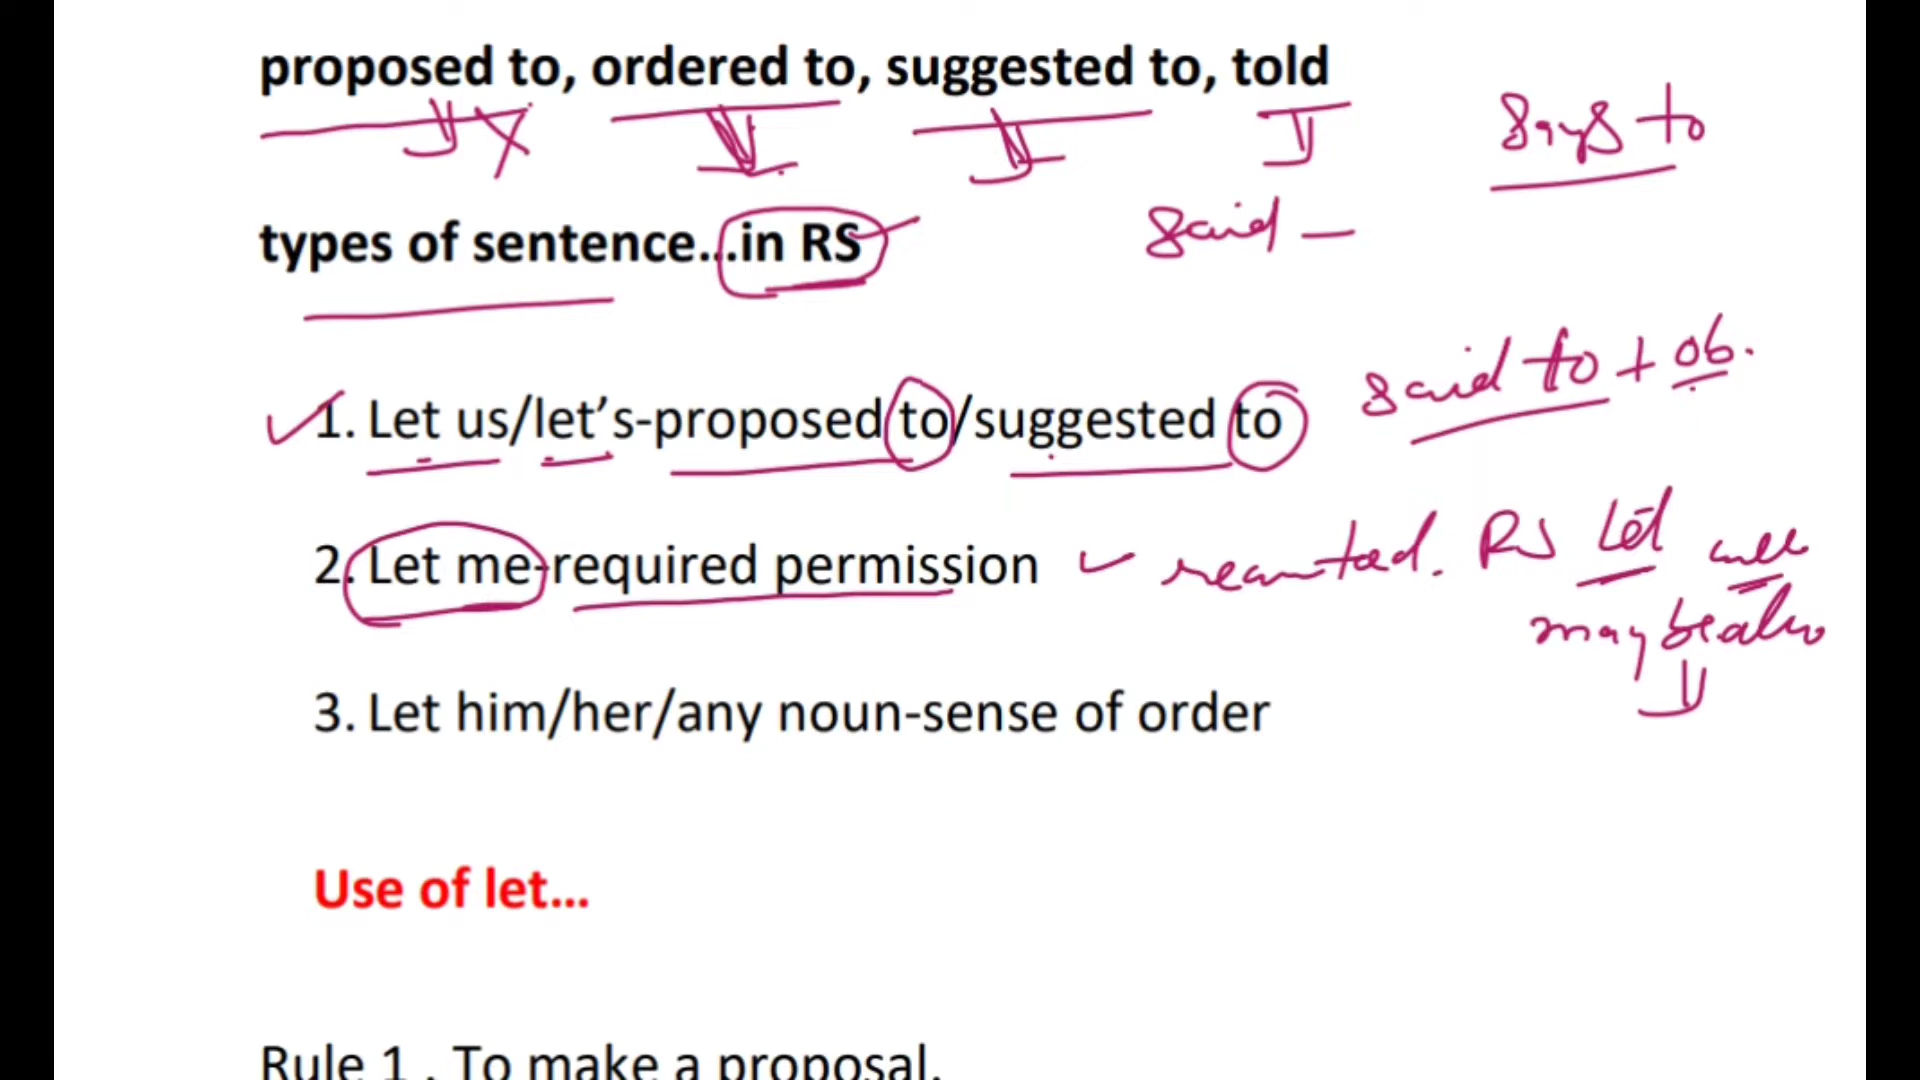 proposed to, ordered to, suggested to, told
says to
types of sentence...in RS
said –
said to + ob.
1. Let us/let's-proposed to/suggested to
2. Let me-required permission
RS Let
may be also
3. Let him/her/any noun-sense of order
Use of let...
Rule 1 . To make a proposal.